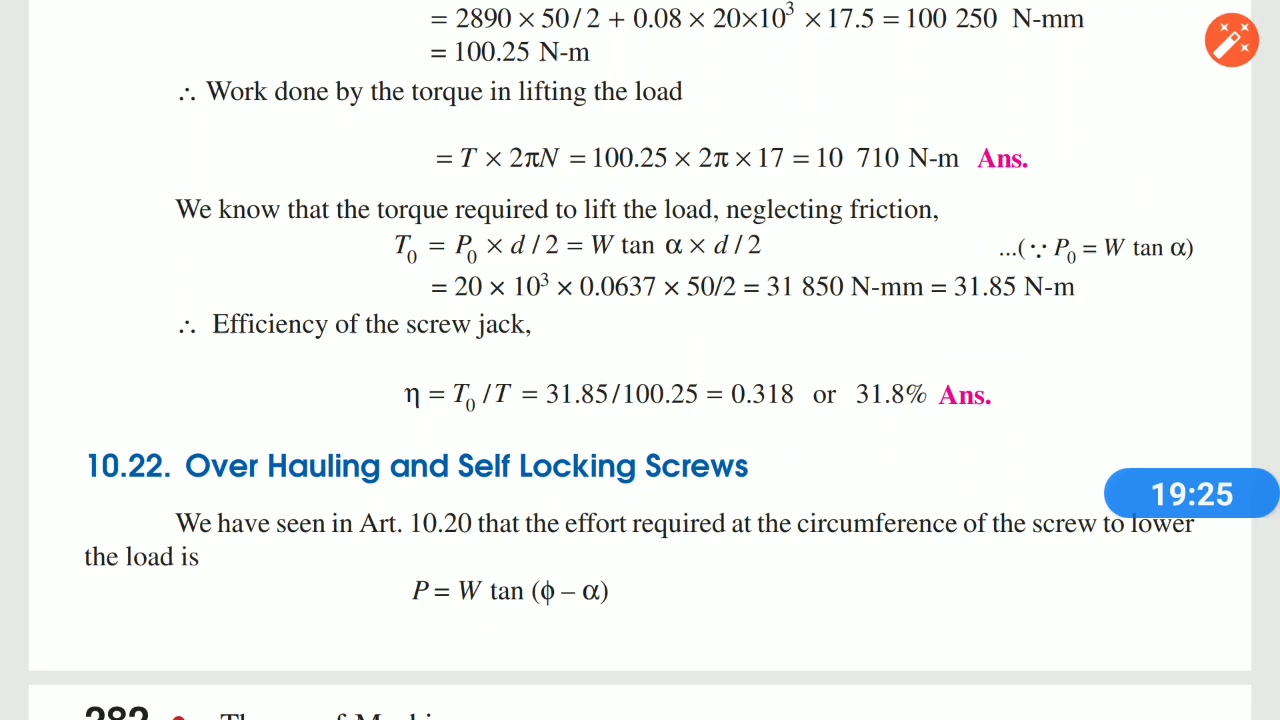 = 2890 × 50/2 + 0.08 × 20×10³ × 17.5 = 100 250 N-mm
= 100.25 N-m
∴ Work done by the torque in lifting the load
= T × 2πN = 100.25 × 2π × 17 = 10 710 N-m Ans.
We know that the torque required to lift the load, neglecting friction,
T₀ = P₀ × d / 2 = W tan α × d / 2 ...(∵ P₀ = W tan α)
= 20 × 10³ × 0.0637 × 50/2 = 31 850 N-mm = 31.85 N-m
∴ Efficiency of the screw jack,
η = T₀ /T = 31.85/100.25 = 0.318 or 31.8% Ans.
10.22. Over Hauling and Self Locking Screws
19:25
We have seen in Art. 10.20 that the effort required at the circumference of the screw to lower
the load is
P = W tan (ϕ – α)
282